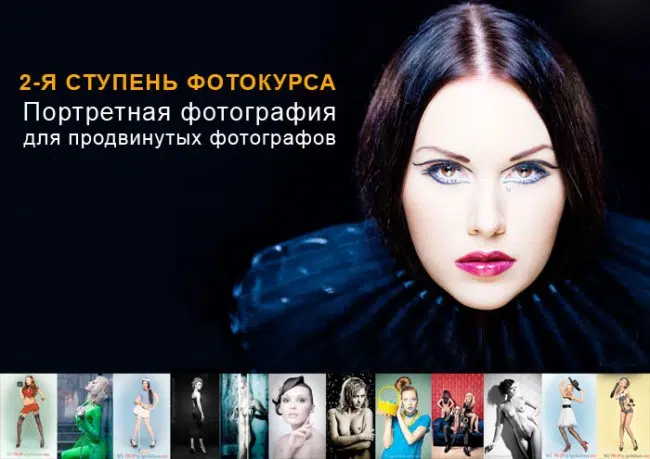 2-Я СТУПЕНЬ ФОТОКУРСА
Портретная фотография
для продвинутых фотографов